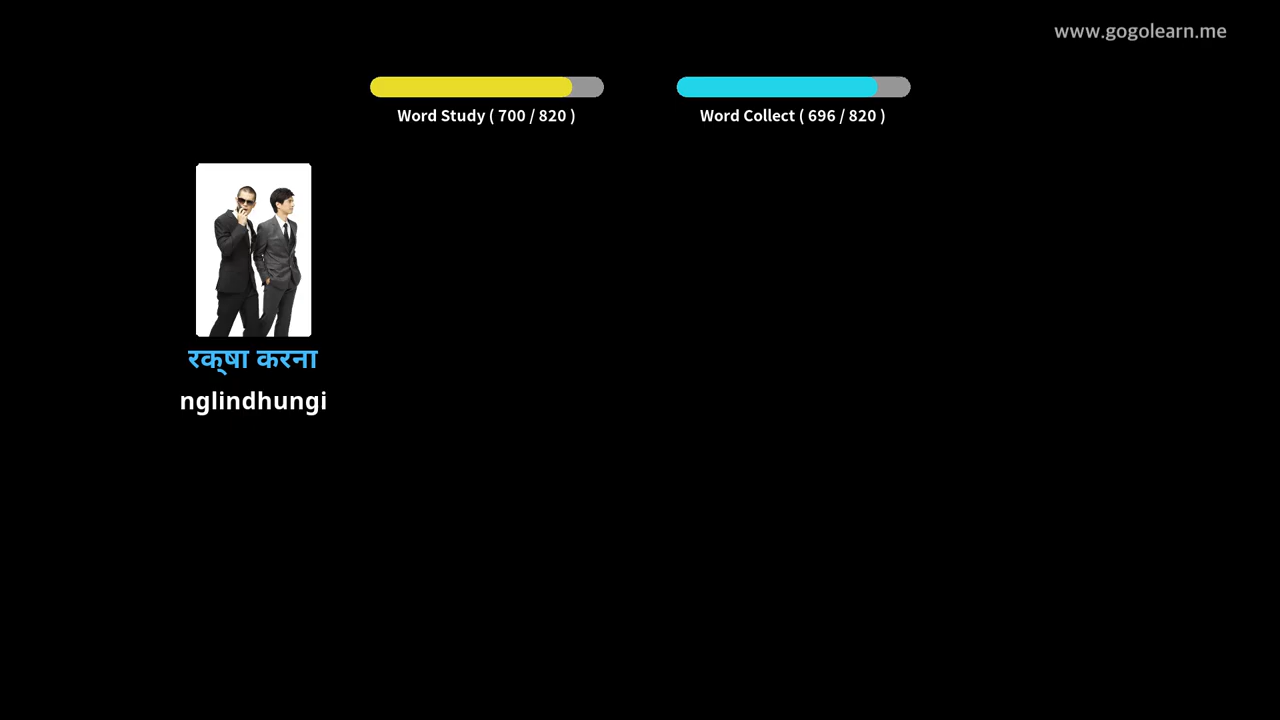 www.gogolearn.me
Word Study ( 700 / 820 )
Word Collect ( 696 / 820 )
रक्षा करना
nglindhungi